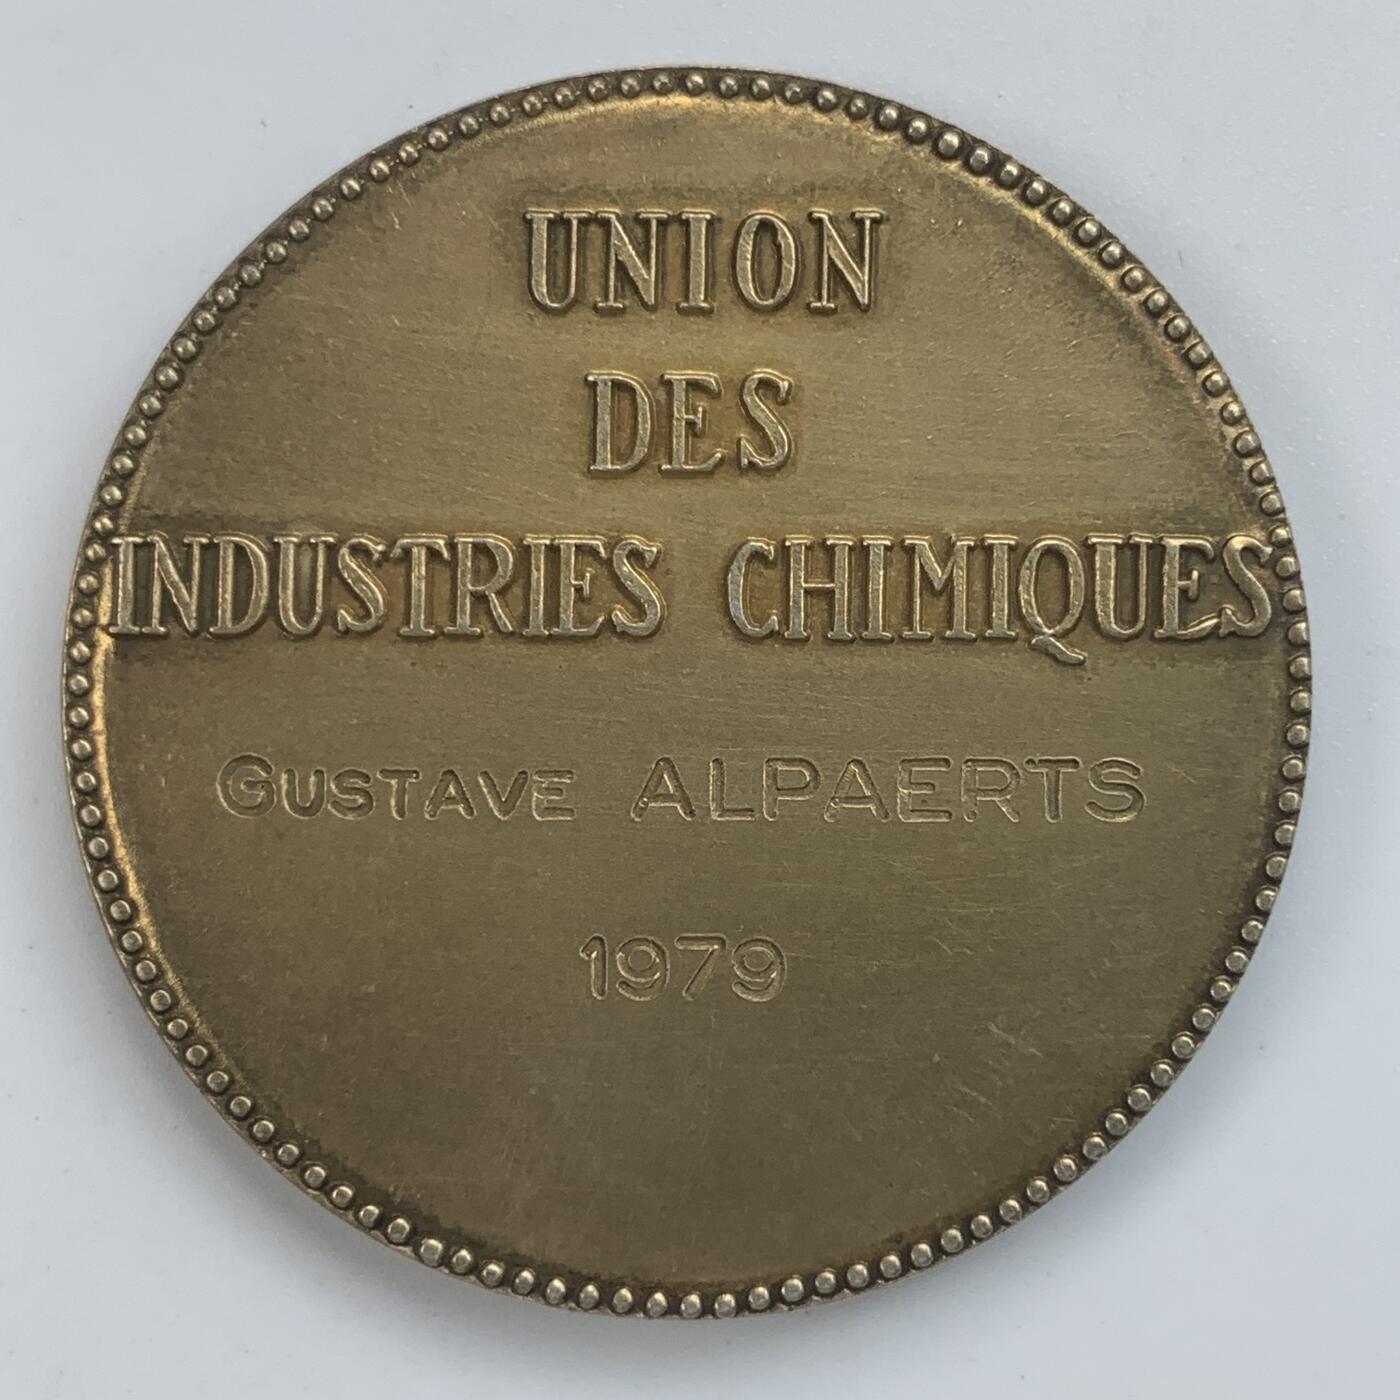 UNION
DES
INDUSTRIES CHIMIQUES
GUSTAVE ALPAERTS
1979